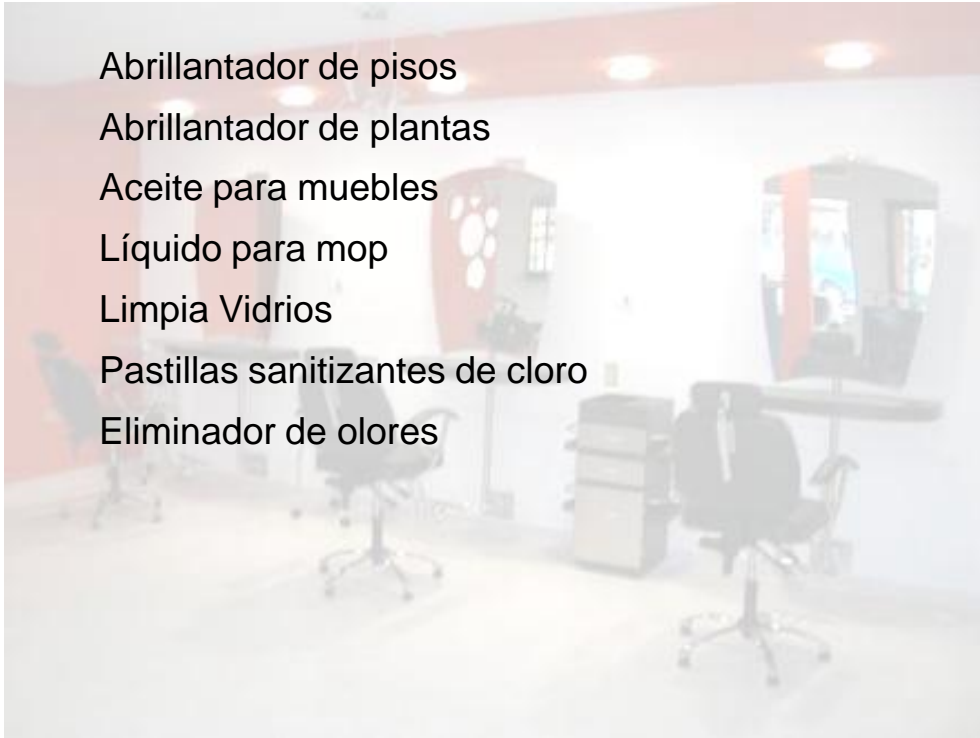 Abrillantador de pisos
Abrillantador de plantas
Aceite para muebles
Líquido para mop
Limpia Vidrios
Pastillas sanitizantes de cloro
Eliminador de olores